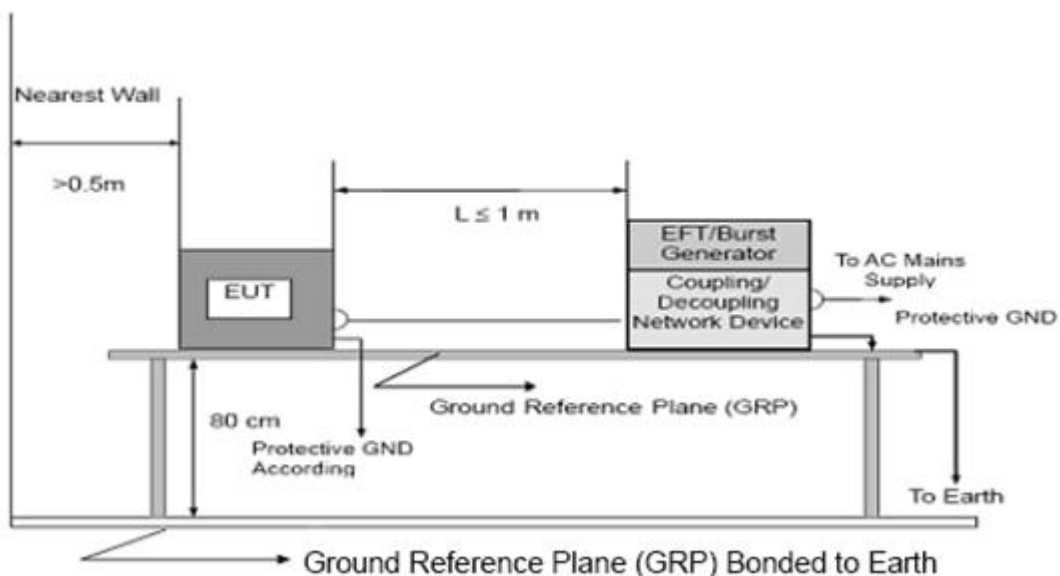 Nearest Wall
>0.5m
L ≤ 1 m
EUT
EFT/Burst
Generator
Coupling/
Decoupling
Network Device
To AC Mains
Supply
Protective GND
Ground Reference Plane (GRP)
80 cm
Protective GND
According
To Earth
Ground Reference Plane (GRP) Bonded to Earth